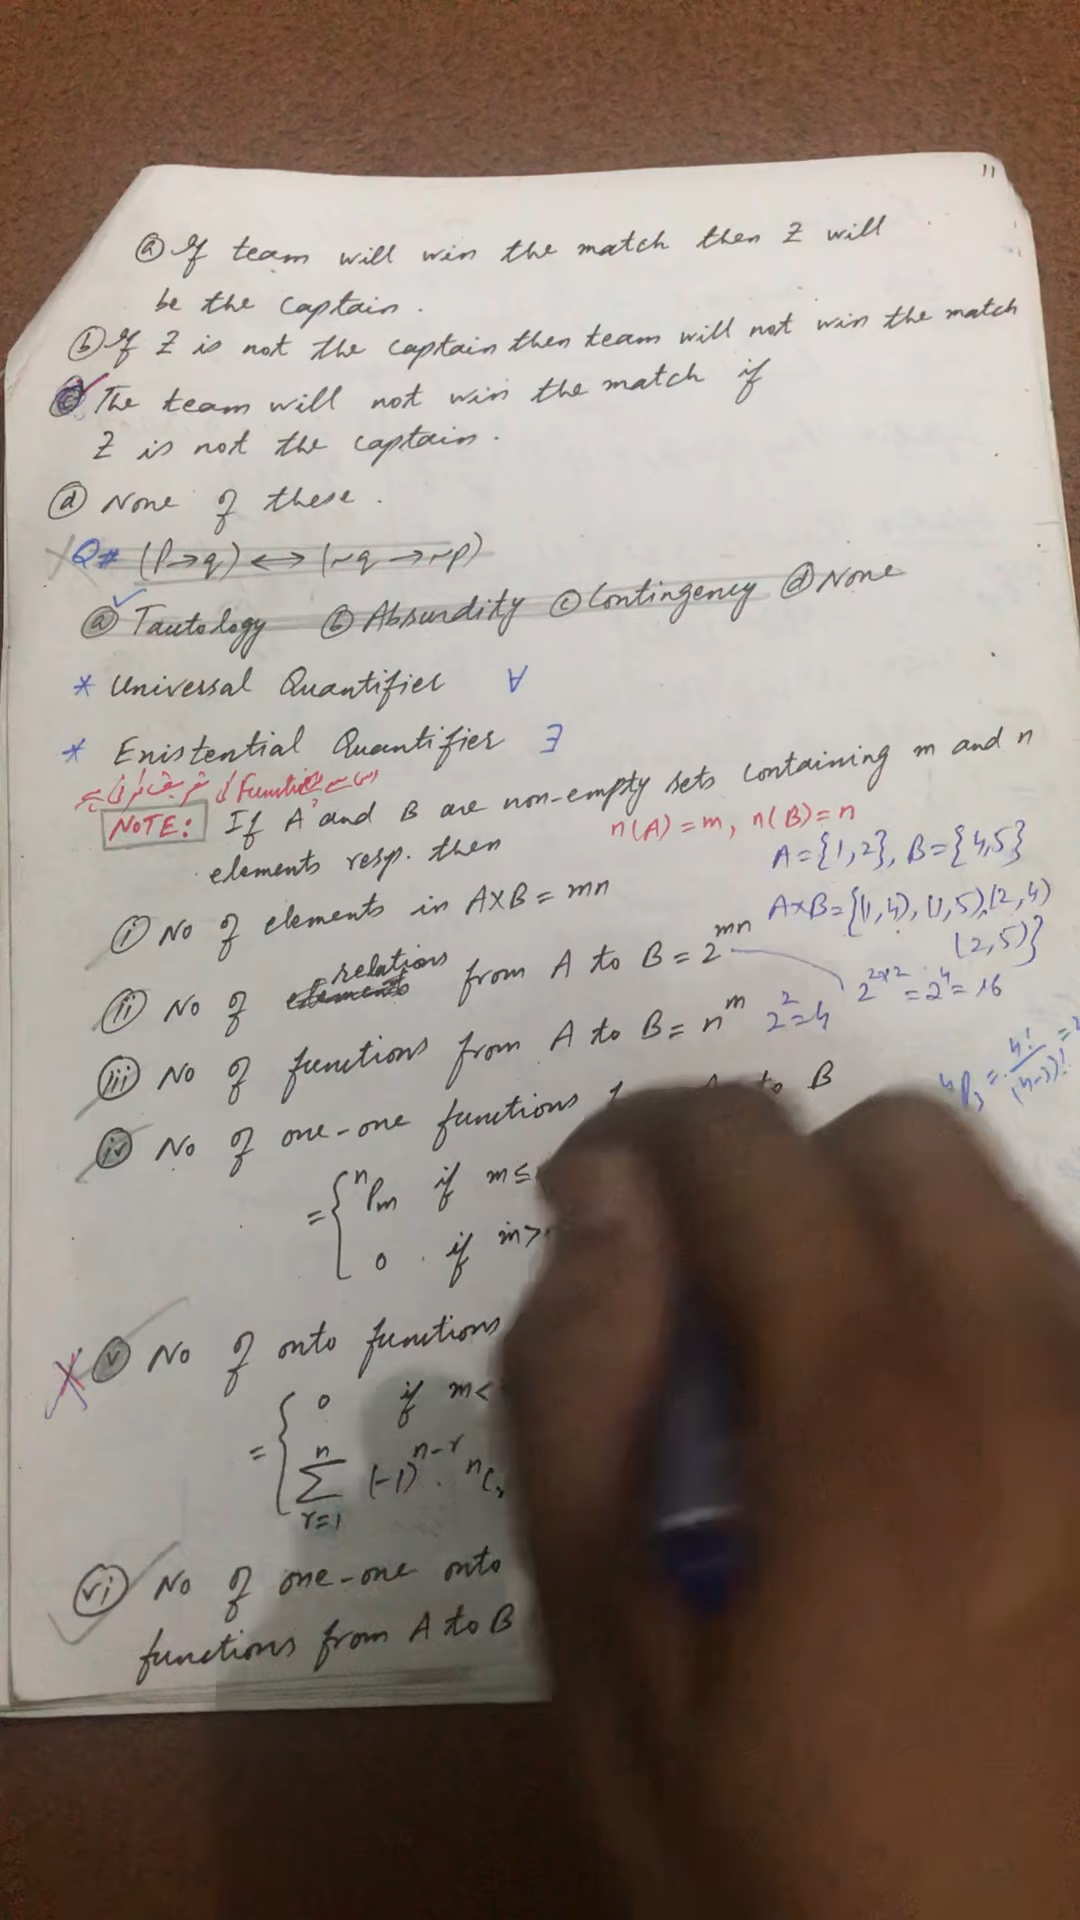 11
ⓐ If team will win the match then Z will
be the captain.
ⓑ If Z is not the captain then team will not win the match
ⓒ The team will not win the match if
Z is not the captain.
ⓓ None of these.
Q# (P→q) ↔ (~q → ~p)
ⓐ Tautology ⓑ Absurdity ⓒ Contingency ⓓ None
* Universal Quantifier ∀
* Existential Quantifier ∃
Function
NOTE: If A and B are non-empty sets containing m and n
elements resp. then
n(A) = m, n(B) = n
A = {1,2}, B = {4,5}
(i) No of elements in A×B = mn
A×B = {(1,4), (1,5), (2,4)
(2,5)}
(ii) No of relations from A to B = 2^mn
2^2×2 = 2^4 = 16
(iii) No of functions from A to B = n^m 2^2 = 4
(iv) No of one-one functions to B
= { ^nP_m if m ≤
0 if m >
(v) No of onto functions
= { 0 if m <
n Σ r=1 (-1)^n-r . ^nC
(vi) No of one-one onto
functions from A to B